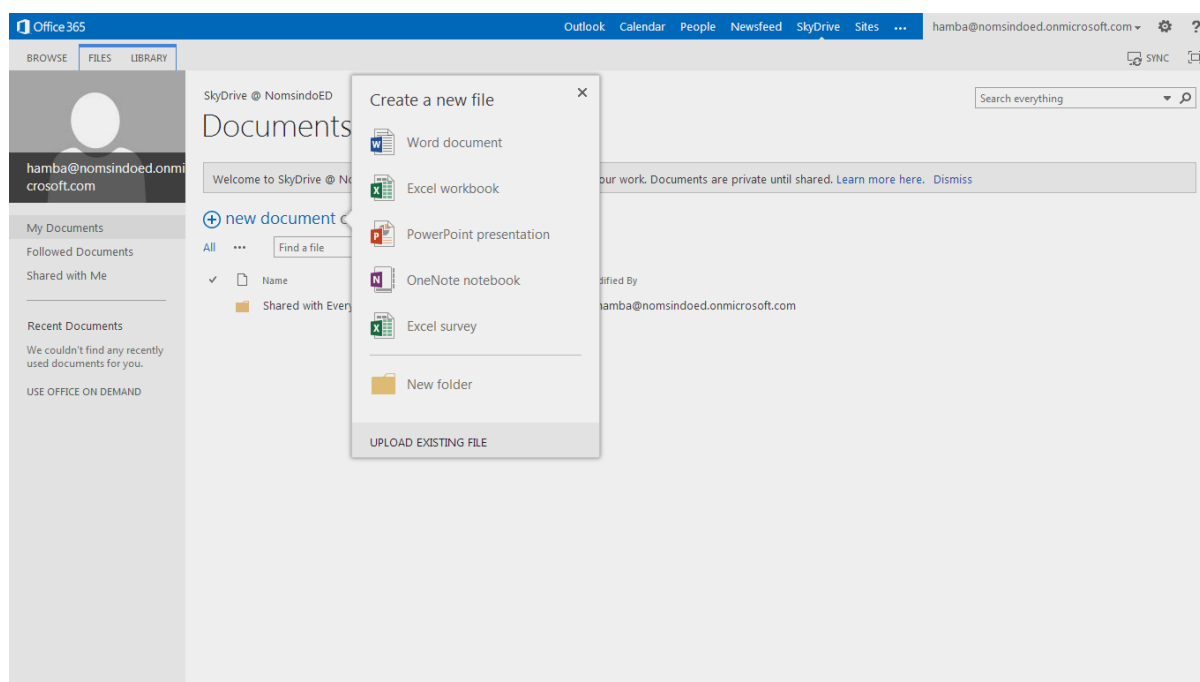 Office 365
Outlook Calendar People Newsfeed SkyDrive Sites ••• hamba@nomsindoed.onmicrosoft.com ?
BROWSE FILES LIBRARY
SYNC
hamba@nomsindoed.onmi
crosoft.com
My Documents
Followed Documents
Shared with Me
Recent Documents
We couldn't find any recently
used documents for you.
USE OFFICE ON DEMAND
SkyDrive @ NomsindoED
Documents
Search everything
Welcome to SkyDrive @ our work. Documents are private until shared. Learn more here. Dismiss
new document
All ••• Find a file
Name dified By
Shared with hamba@nomsindoed.onmicrosoft.com
Create a new file
Word document
Excel workbook
PowerPoint presentation
OneNote notebook
Excel survey
New folder
UPLOAD EXISTING FILE